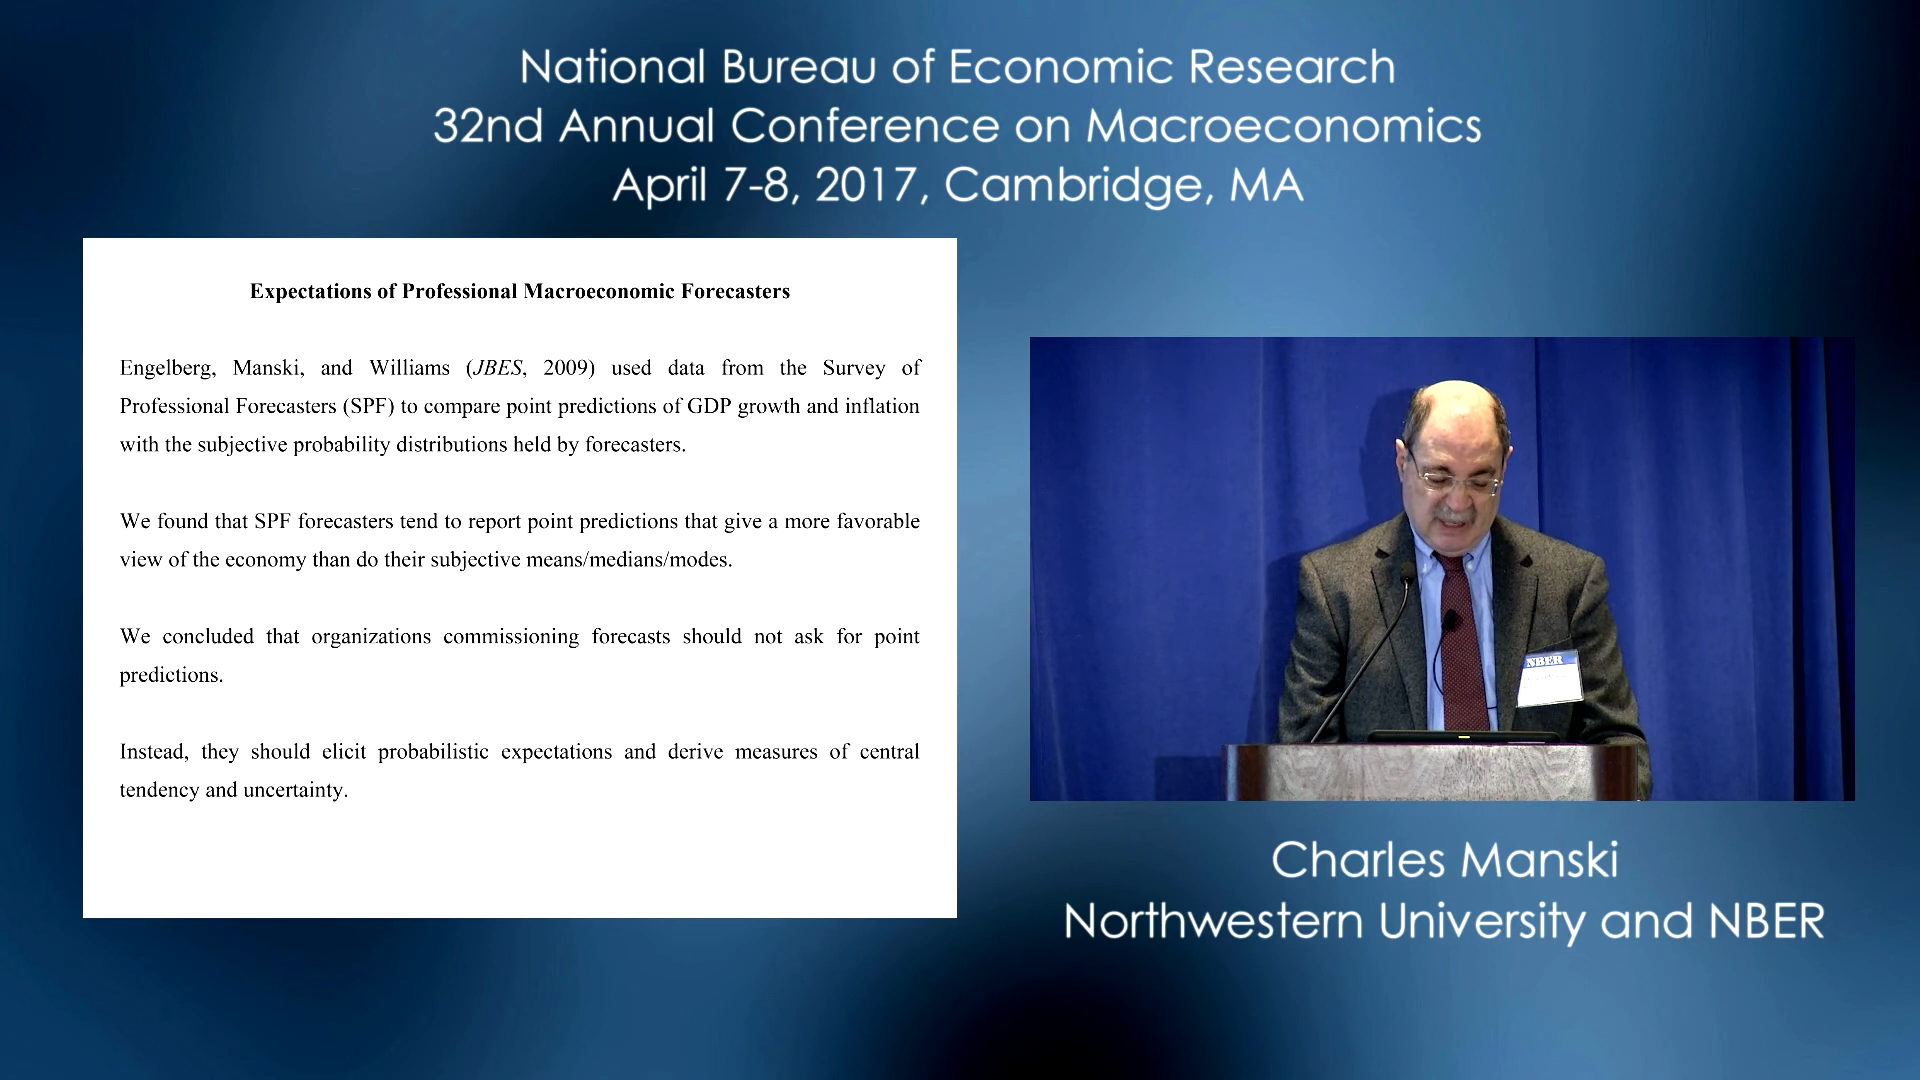 National Bureau of Economic Research
32nd Annual Conference on Macroeconomics
April 7-8, 2017, Cambridge, MA
Expectations of Professional Macroeconomic Forecasters
Engelberg, Manski, and Williams (JBES, 2009) used data from the Survey of
Professional Forecasters (SPF) to compare point predictions of GDP growth and inflation
with the subjective probability distributions held by forecasters.
We found that SPF forecasters tend to report point predictions that give a more favorable
view of the economy than do their subjective means/medians/modes.
We concluded that organizations commissioning forecasts should not ask for point
predictions.
Instead, they should elicit probabilistic expectations and derive measures of central
tendency and uncertainty.
NBER
Charles Manski
Northwestern University and NBER